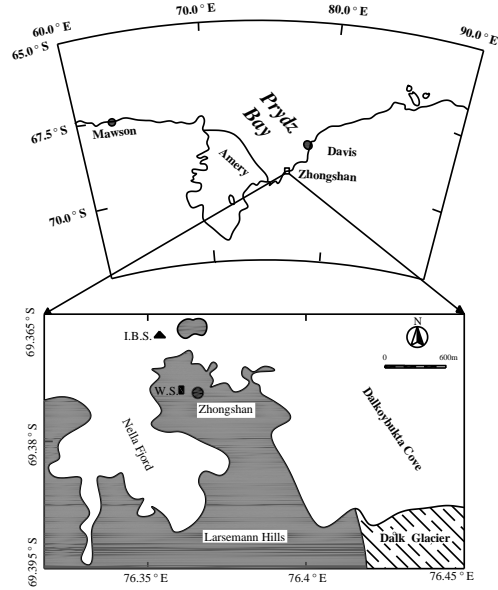 60.0° E
70.0° E
80.0° E
90.0° E
65.0° S
67.5° S
70.0° S
Prydz
Bay
Mawson
Amery
Davis
Zhongshan
69.365° S
69.38° S
69.395° S
I.B.S.
N
0 600m
W.S.
Zhongshan
Nella Fjord
Dalkoybukta Cove
Larsemann Hills
Dalk Glacier
76.35° E
76.4° E
76.45° E